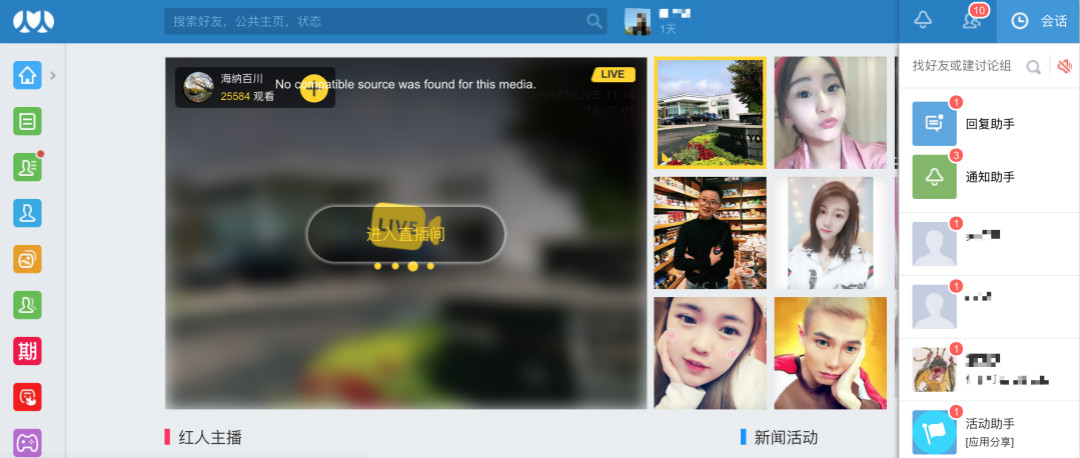 搜索好友，公共主页，状态
1天
10
会话
找好友或建讨论组
海纳百川
25584 观看
No compatible source was found for this media.
LIVE
LIVE
进入直播间
1
回复助手
3
通知助手
1
1
1
1
活动助手
[应用分享]
期
红人主播
新闻活动